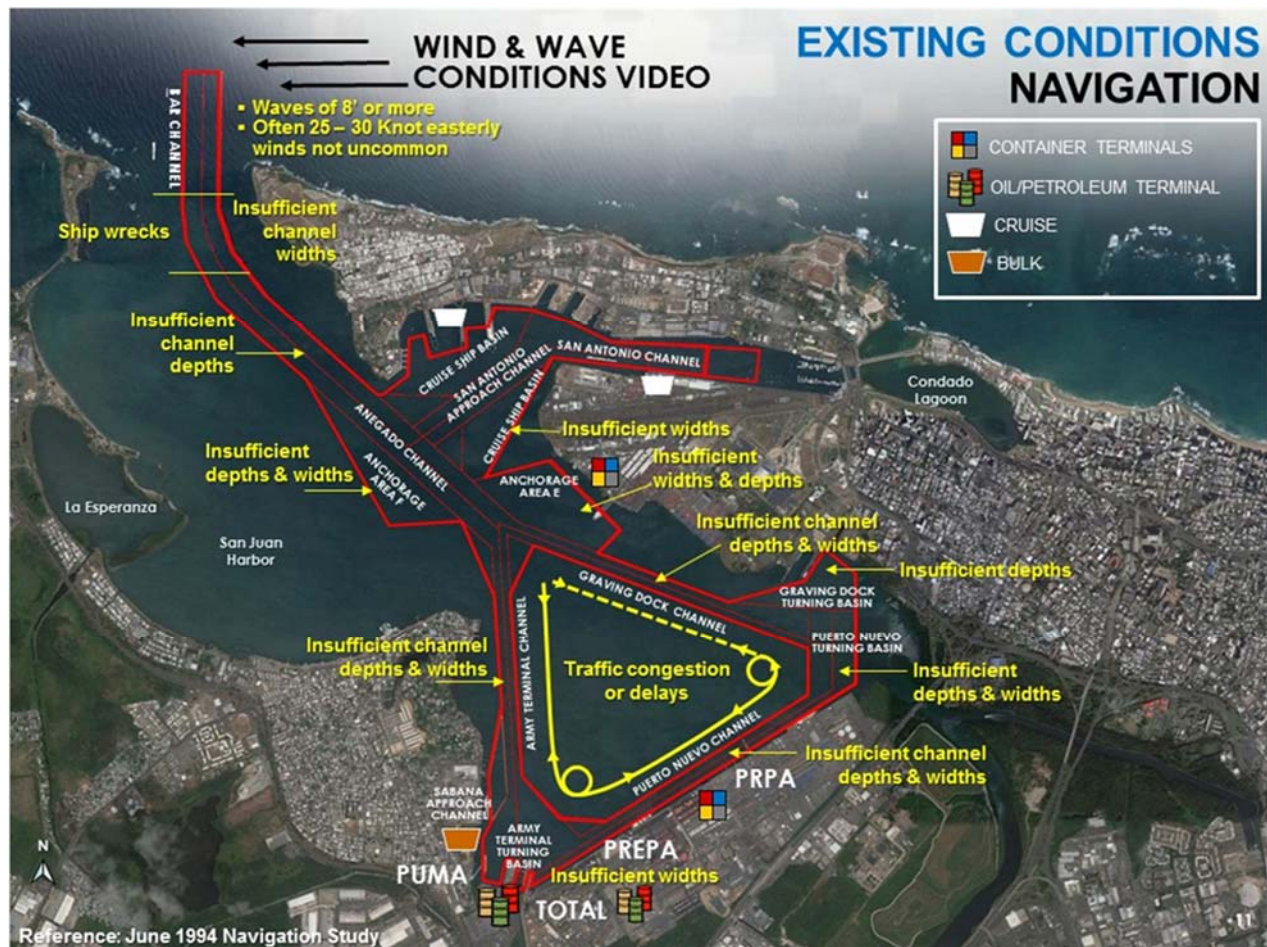 EXISTING CONDITIONS
NAVIGATION
WIND & WAVE
CONDITIONS VIDEO
▪ Waves of 8' or more
▪ Often 25 – 30 Knot easterly
winds not uncommon
CONTAINER TERMINALS
OIL/PETROLEUM TERMINAL
CRUISE
BULK
BAR CHANNEL
Ship wrecks
Insufficient
channel
widths
Insufficient
channel
depths
CRUISE SHIP BASIN
SAN ANTONIO
APPROACH CHANNEL
SAN ANTONIO CHANNEL
CRUISE SHIP BASIN
Condado
Lagoon
ANEGADO CHANNEL
Insufficient widths
Insufficient
depths & widths
ANCHORAGE
AREA F
ANCHORAGE
AREA E
Insufficient
widths & depths
La Esperanza
San Juan
Harbor
Insufficient channel
depths & widths
Insufficient depths
GRAVING DOCK CHANNEL
GRAVING DOCK
TURNING BASIN
PUERTO NUEVO
TURNING BASIN
Insufficient channel
depths & widths
ARMY TERMINAL CHANNEL
Traffic congestion
or delays
Insufficient
depths & widths
PUERTO NUEVO CHANNEL
Insufficient channel
depths & widths
PRPA
SABANA
APPROACH
CHANNEL
ARMY
TERMINAL
TURNING
BASIN
PREPA
PUMA
Insufficient widths
TOTAL
N
Reference: June 1994 Navigation Study
11